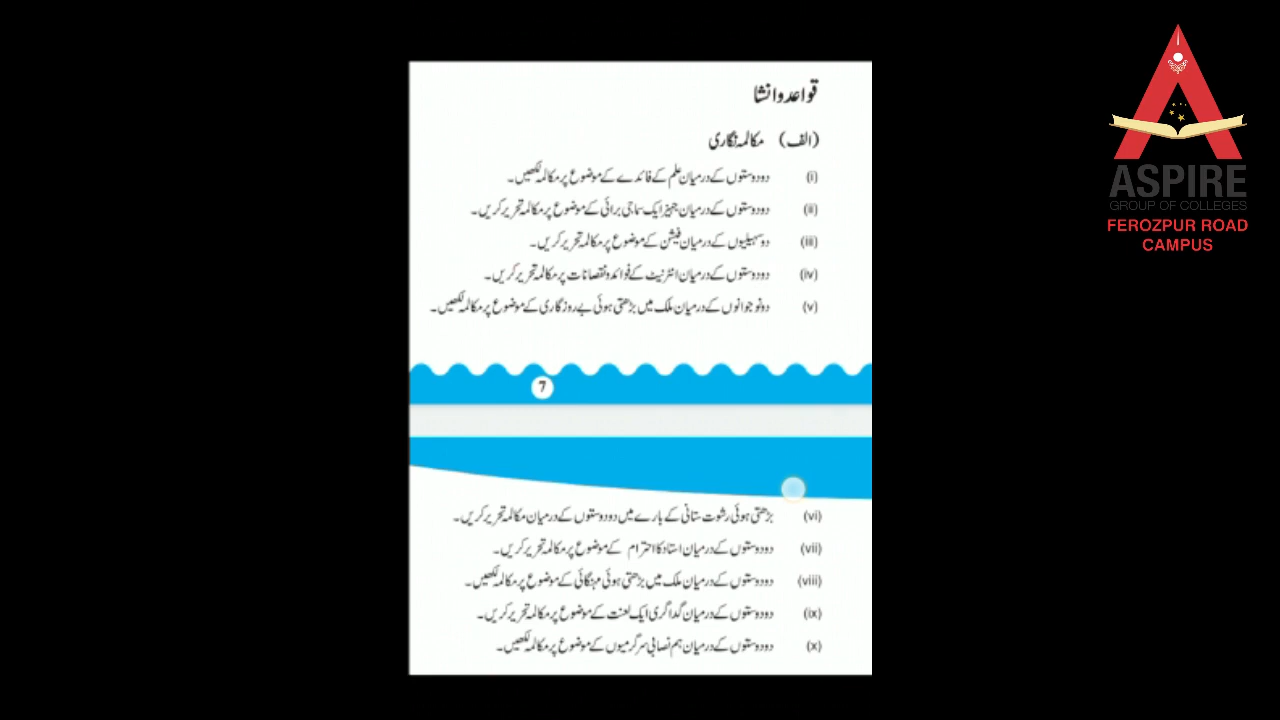 قواعد و انشا
(الف) مکالمہ نگاری
(i) دو دوستوں کے درمیان علم کے فائدے کے موضوع پر مکالمہ لکھیں۔
(ii) دو دوستوں کے درمیان جہیز ایک سماجی برائی کے موضوع پر مکالمہ تحریر کریں۔
(iii) دو سہیلیوں کے درمیان فیشن کے موضوع پر مکالمہ تحریر کریں۔
(iv) دو دوستوں کے درمیان انٹرنیٹ کے فوائد و نقصانات پر مکالمہ تحریر کریں۔
(v) دو نوجوانوں کے درمیان ملک میں بڑھتی ہوئی بے روزگاری کے موضوع پر مکالمہ لکھیں۔
7
(vi) بڑھتی ہوئی رشوت ستانی کے بارے میں دو دوستوں کے درمیان مکالمہ تحریر کریں۔
(vii) دو دوستوں کے درمیان استاد کا احترام کے موضوع پر مکالمہ تحریر کریں۔
(viii) دو دوستوں کے درمیان ملک میں بڑھتی ہوئی مہنگائی کے موضوع پر مکالمہ لکھیں۔
(ix) دو دوستوں کے درمیان گداگری ایک لعنت کے موضوع پر مکالمہ تحریر کریں۔
(x) دو دوستوں کے درمیان ہم نصابی سرگرمیوں کے موضوع پر مکالمہ لکھیں۔
ASPIRE
GROUP OF COLLEGES
FEROZPUR ROAD
CAMPUS